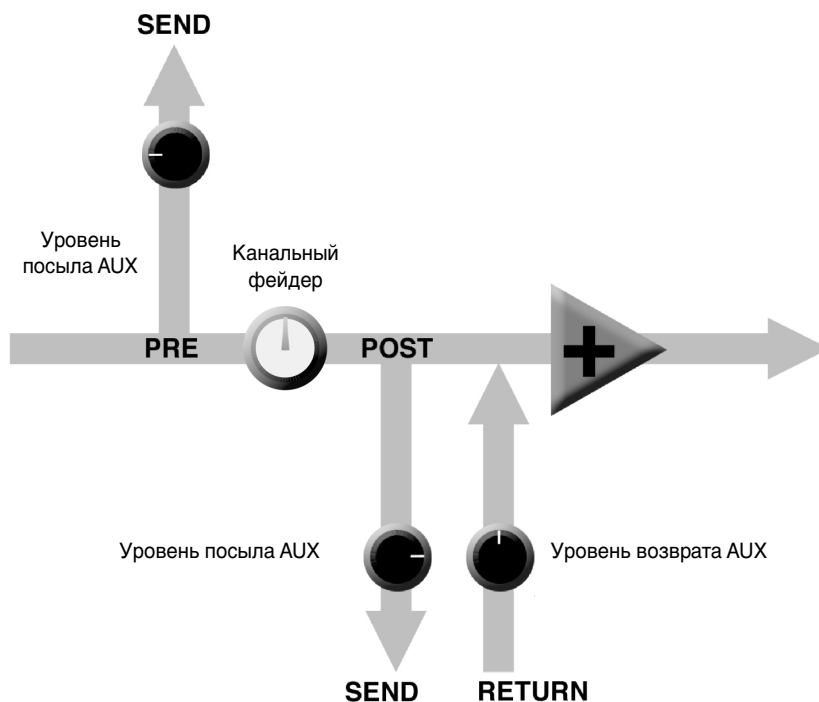 SEND
Уровень
посыла AUX
Канальный
фейдер
PRE
POST
Уровень посыла AUX
Уровень возврата AUX
SEND
RETURN